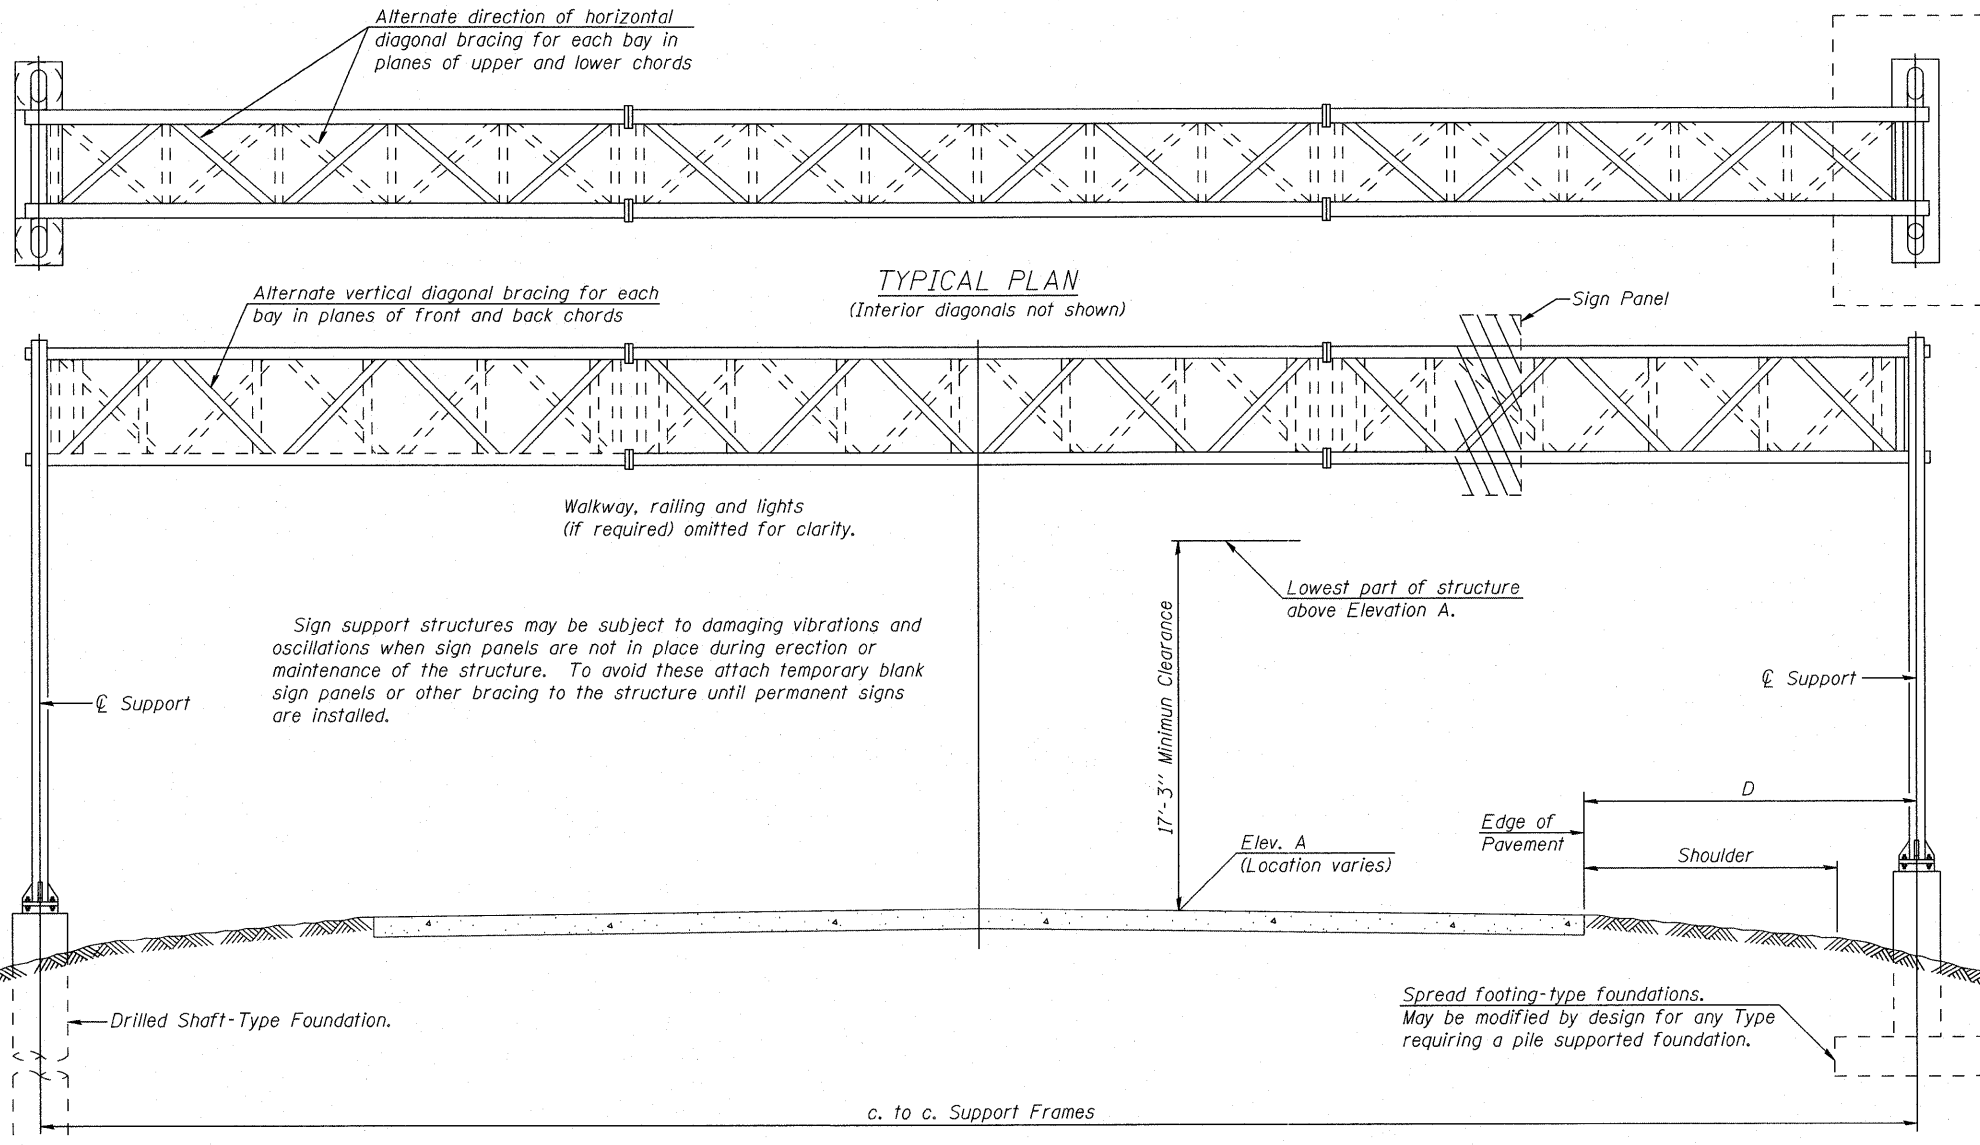 Alternate direction of horizontal
diagonal bracing for each bay in
planes of upper and lower chords
TYPICAL PLAN
(Interior diagonals not shown)
Alternate vertical diagonal bracing for each
bay in planes of front and back chords
Sign Panel
Walkway, railing and lights
(if required) omitted for clarity.
Lowest part of structure
above Elevation A.
17'-3" Minimun Clearance
Sign support structures may be subject to damaging vibrations and
oscillations when sign panels are not in place during erection or
maintenance of the structure. To avoid these attach temporary blank
sign panels or other bracing to the structure until permanent signs
are installed.
℄ Support
℄ Support
D
Edge of
Pavement
Shoulder
Elev. A
(Location varies)
Drilled Shaft-Type Foundation.
Spread footing-type foundations.
May be modified by design for any Type
requiring a pile supported foundation.
c. to c. Support Frames